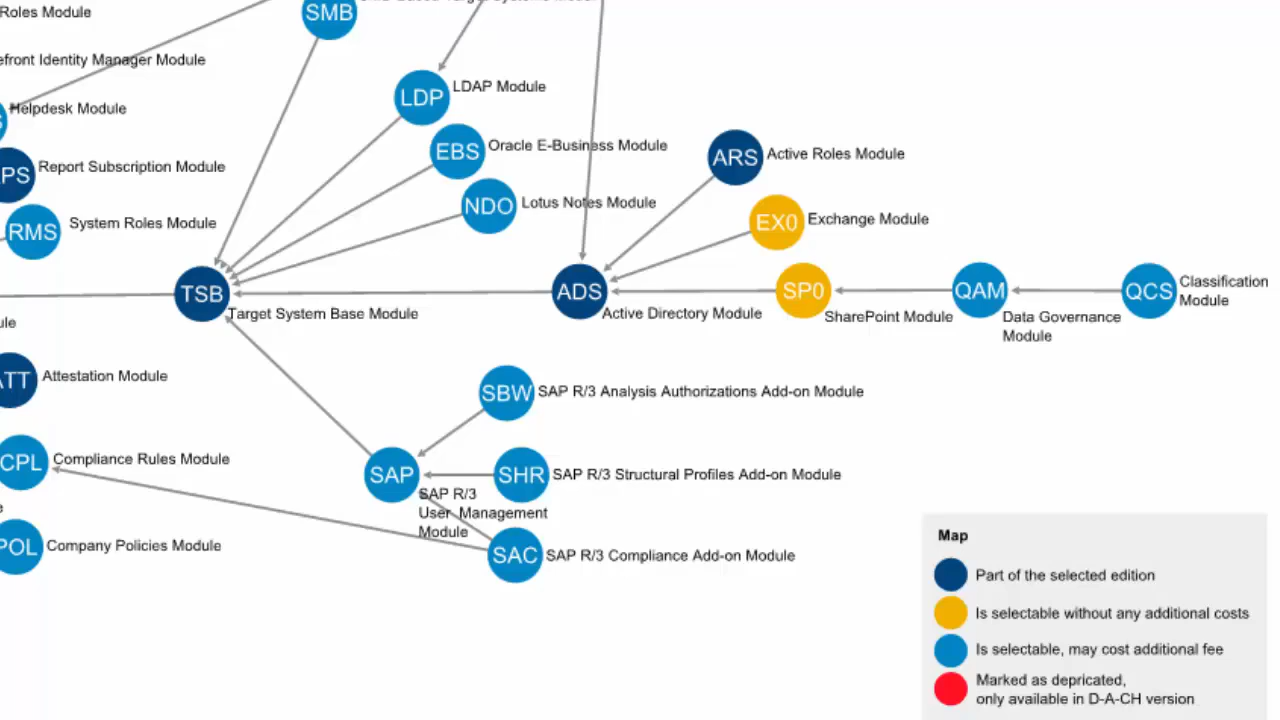 Roles Module
SMB
efront Identity Manager Module
LDP
LDAP Module
Helpdesk Module
EBS
Oracle E-Business Module
ARS
Active Roles Module
PS
Report Subscription Module
NDO
Lotus Notes Module
EX0
Exchange Module
RMS
System Roles Module
TSB
Target System Base Module
ADS
Active Directory Module
SP0
SharePoint Module
QAM
Data Governance
Module
QCS
Classification
Module
ule
ATT
Attestation Module
SBW
SAP R/3 Analysis Authorizations Add-on Module
CPL
Compliance Rules Module
SAP
SAP R/3
User Management
Module
SHR
SAP R/3 Structural Profiles Add-on Module
e
POL
Company Policies Module
SAC
SAP R/3 Compliance Add-on Module
Map
Part of the selected edition
Is selectable without any additional costs
Is selectable, may cost additional fee
Marked as depricated,
only available in D-A-CH version